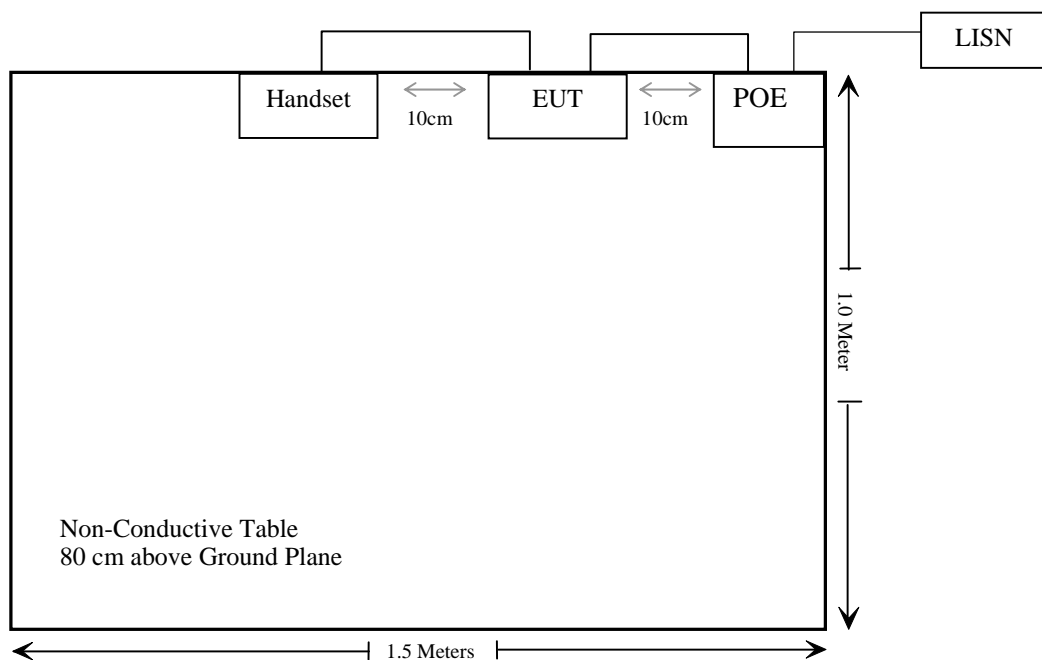 LISN
Handset
EUT
POE
10cm
10cm
1.0 Meter
Non-Conductive Table
80 cm above Ground Plane
1.5 Meters